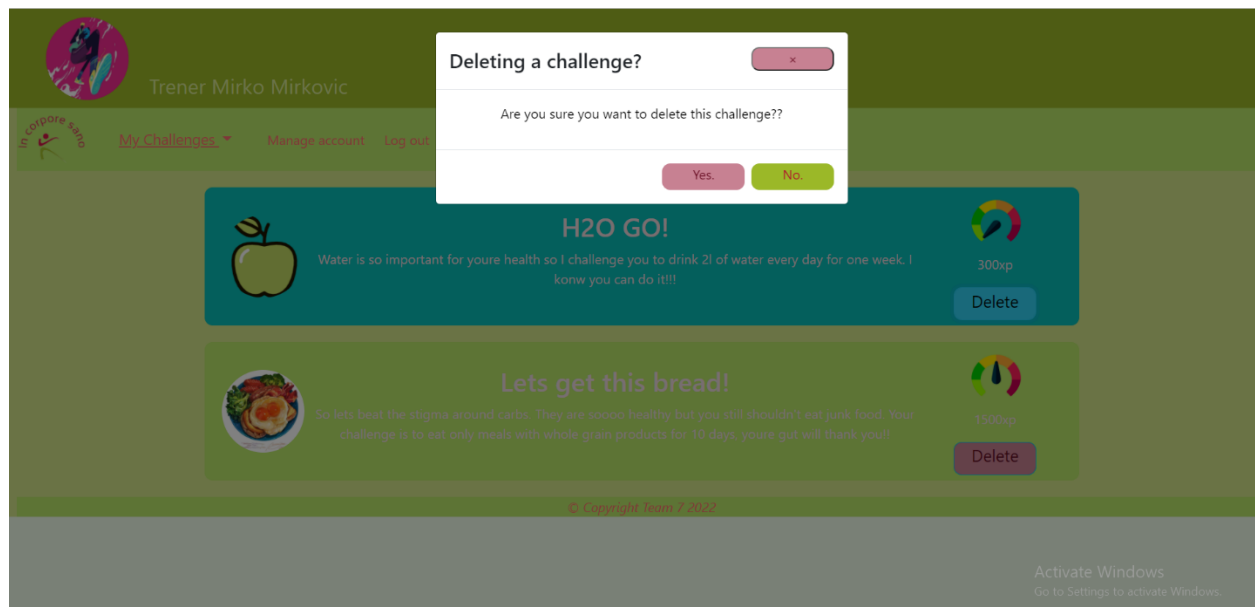 Deleting a challenge?
×
Trener Mirko Mirkovic
Are you sure you want to delete this challenge??
in corpore sano
My Challenges
Manage account
Log out
Yes.
No.
H2O GO!
Water is so important for youre health so I challenge you to drink 2l of water every day for one week. I
konw you can do it!!!
300xp
Delete
Lets get this bread!
So lets beat the stigma around carbs. They are soooo healthy but you still shouldn't eat junk food. Your
challenge is to eat only meals with whole grain products for 10 days. youre gut will thank you!!
1500xp
Delete
© Copyright Team 7 2022
Activate Windows
Go to Settings to activate Windows.